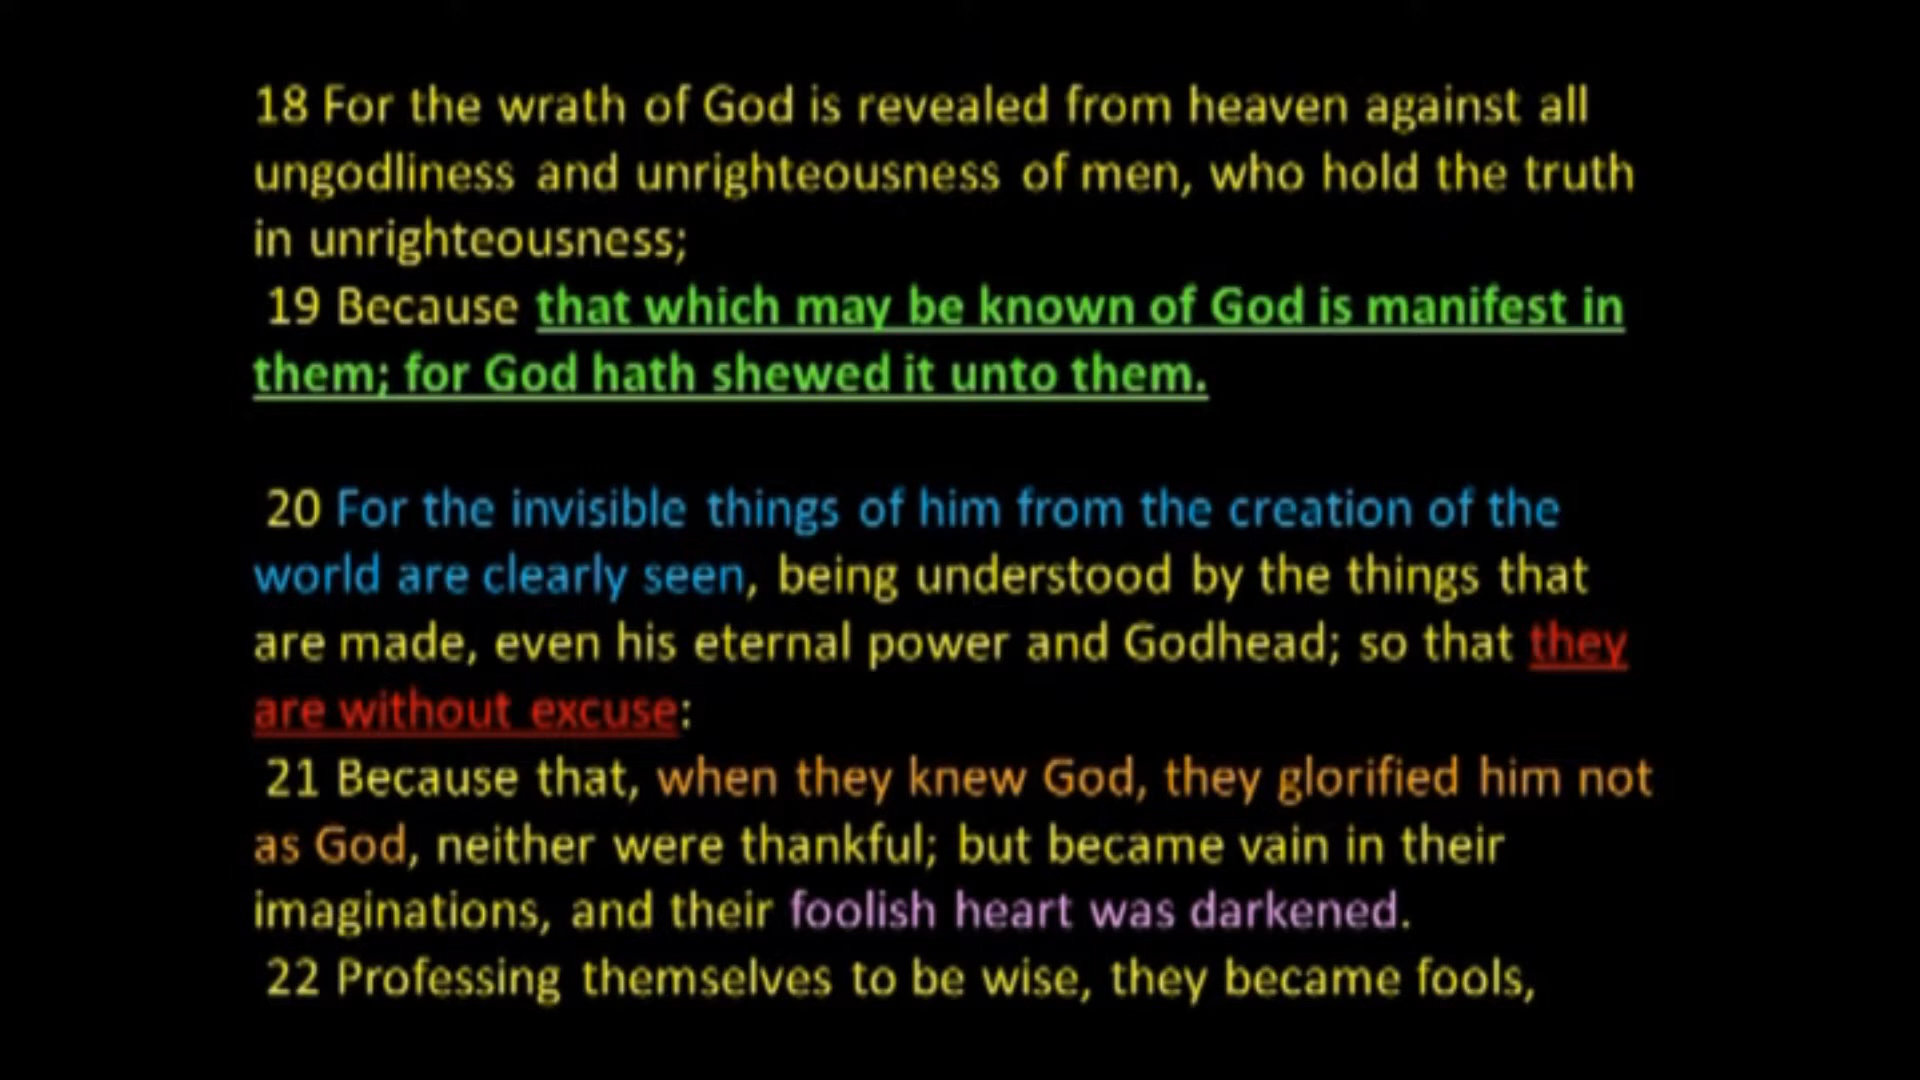 18 For the wrath of God is revealed from heaven against all
ungodliness and unrighteousness of men, who hold the truth
in unrighteousness;
19 Because that which may be known of God is manifest in
them; for God hath shewed it unto them.
20 For the invisible things of him from the creation of the
world are clearly seen, being understood by the things that
are made, even his eternal power and Godhead; so that they
are without excuse:
21 Because that, when they knew God, they glorified him not
as God, neither were thankful; but became vain in their
imaginations, and their foolish heart was darkened.
22 Professing themselves to be wise, they became fools,